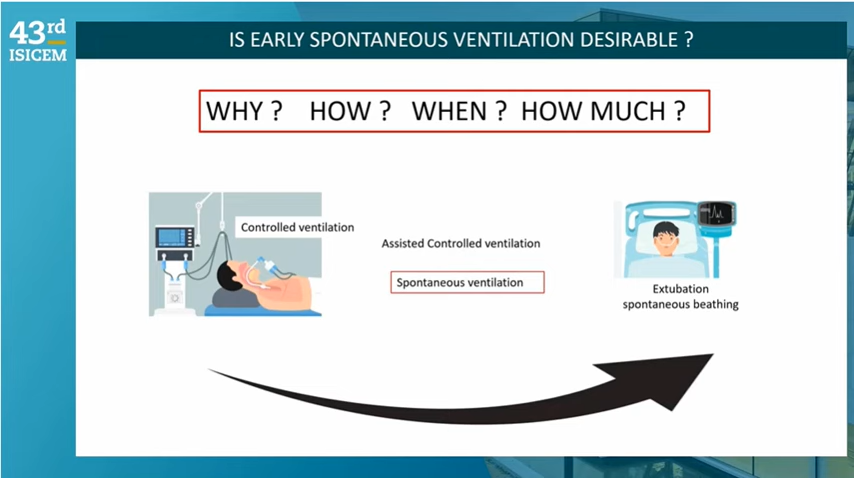 43rd
ISICEM
IS EARLY SPONTANEOUS VENTILATION DESIRABLE ?
WHY ? HOW ? WHEN ? HOW MUCH ?
Controlled ventilation
Assisted Controlled ventilation
Spontaneous ventilation
Extubation
spontaneous beathing